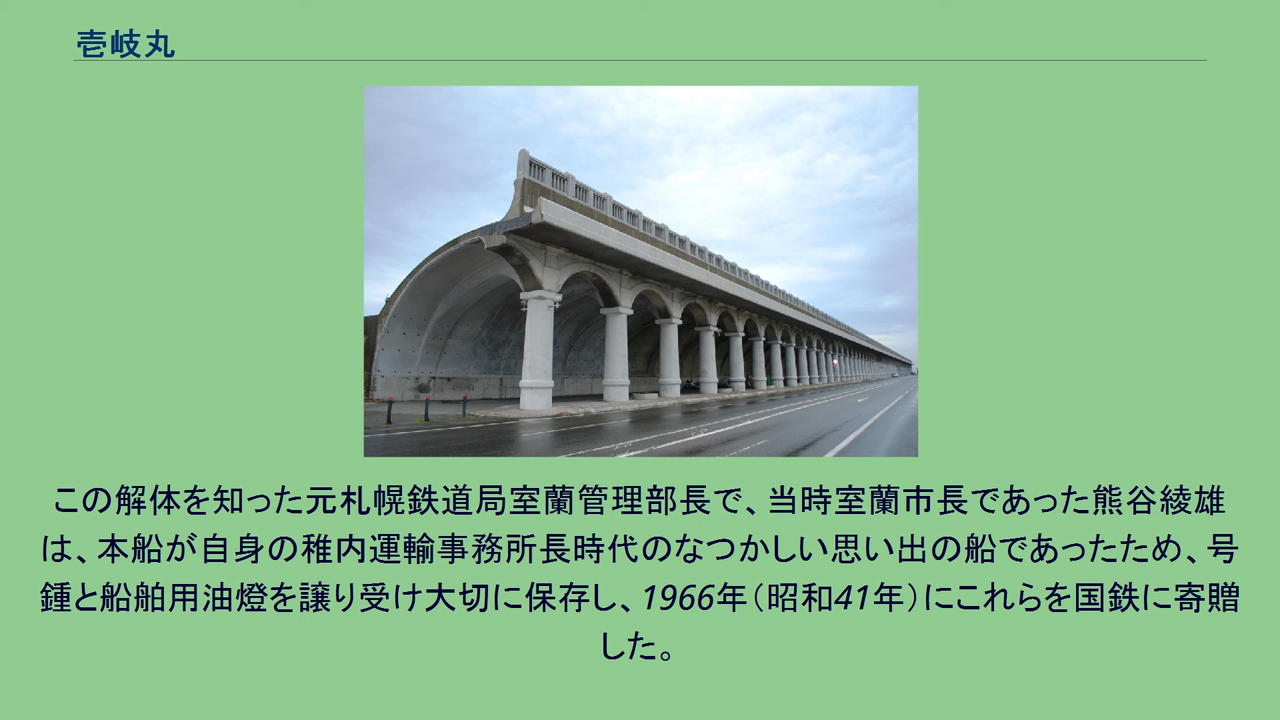 壱岐丸
この解体を知った元札幌鉄道局室蘭管理部長で、当時室蘭市長であった熊谷綾雄
は、本船が自身の稚内運輸事務所長時代のなつかしい思い出の船であったため、号
鍾と船舶用油燈を譲り受け大切に保存し、1966年（昭和41年）にこれらを国鉄に寄贈
した。